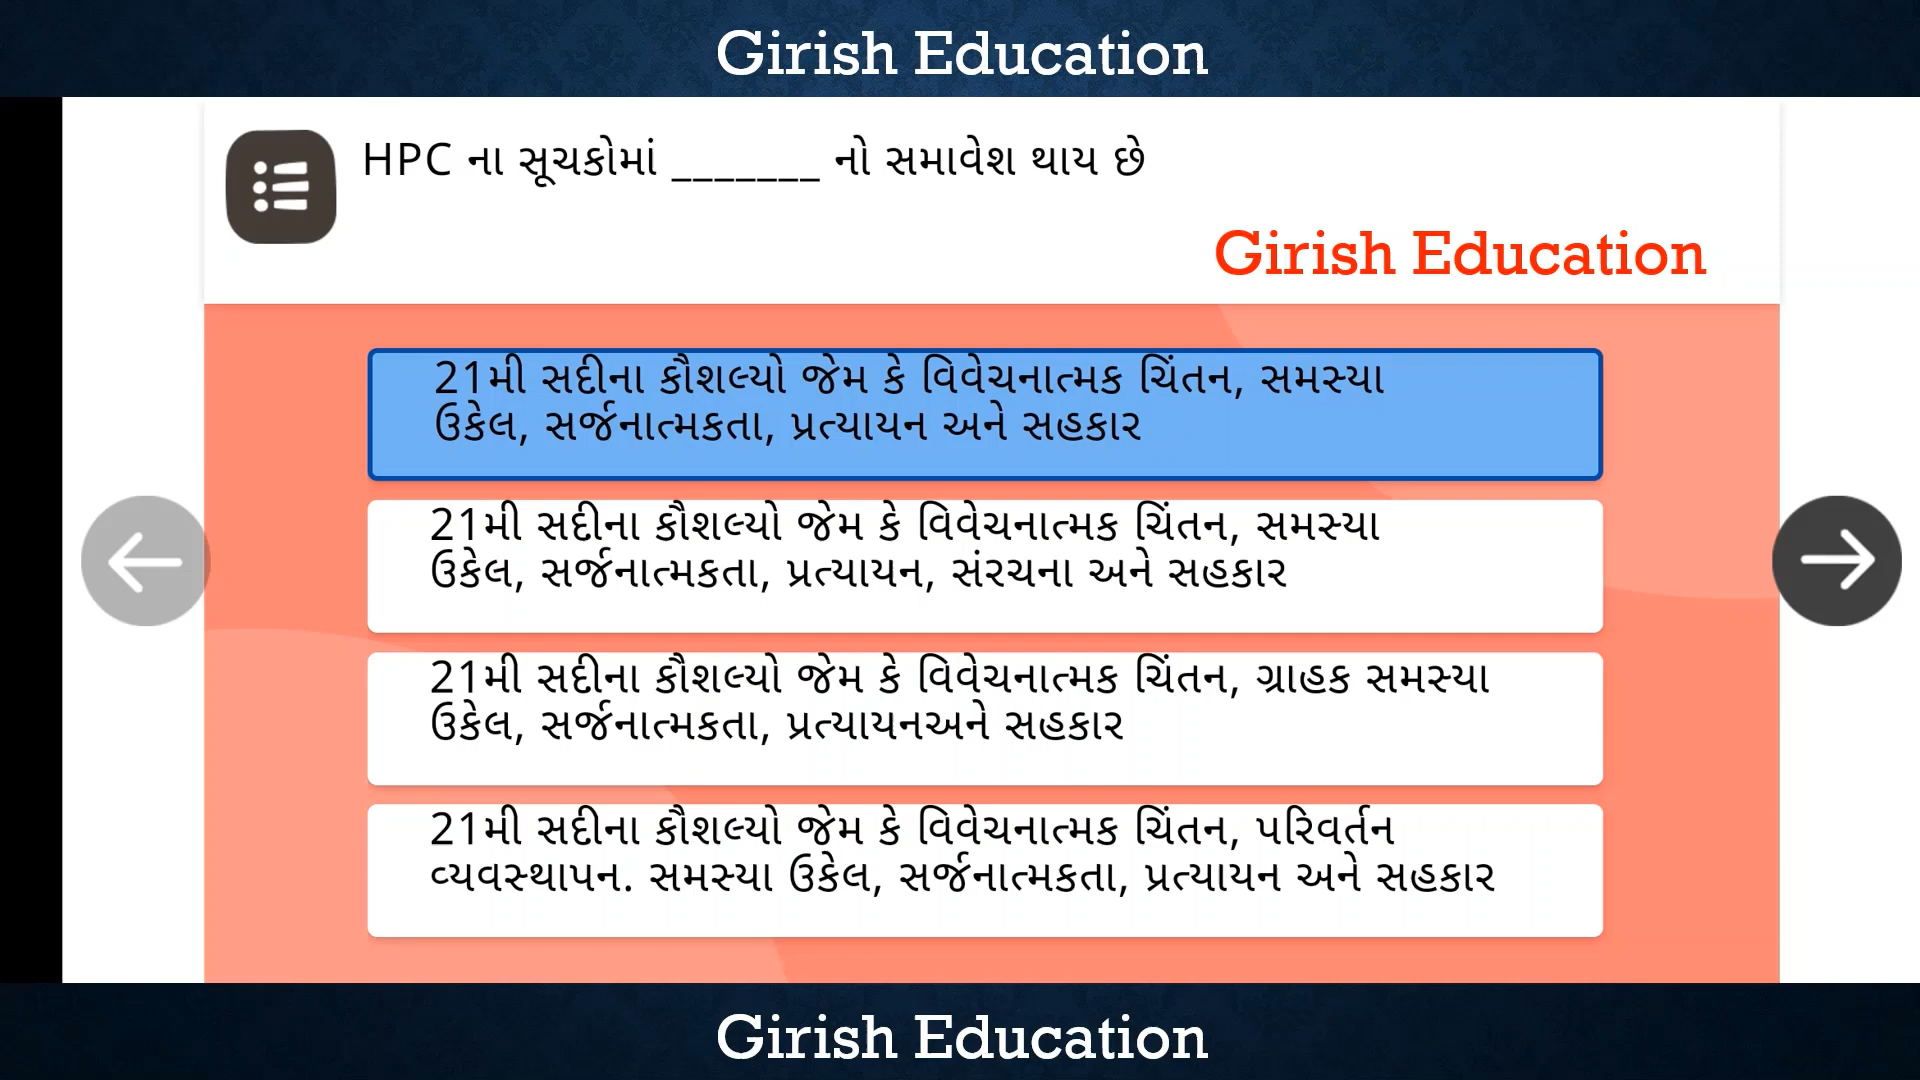 Girish Education
HPC ના સૂચકોમાં _______ નો સમાવેશ થાય છે
Girish Education
21મી સદીના કૌશલ્યો જેમ કે વિવેચનાત્મક ચિંતન, સમસ્યા
ઉકેલ, સર્જનાત્મકતા, પ્રત્યાયન અને સહકાર
21મી સદીના કૌશલ્યો જેમ કે વિવેચનાત્મક ચિંતન, સમસ્યા
ઉકેલ, સર્જનાત્મકતા, પ્રત્યાયન, સંરચના અને સહકાર
21મી સદીના કૌશલ્યો જેમ કે વિવેચનાત્મક ચિંતન, ગ્રાહક સમસ્યા
ઉકેલ, સર્જનાત્મકતા, પ્રત્યાયનઅને સહકાર
21મી સદીના કૌશલ્યો જેમ કે વિવેચનાત્મક ચિંતન, પરિવર્તન
વ્યવસ્થાપન. સમસ્યા ઉકેલ, સર્જનાત્મકતા, પ્રત્યાયન અને સહકાર
Girish Education